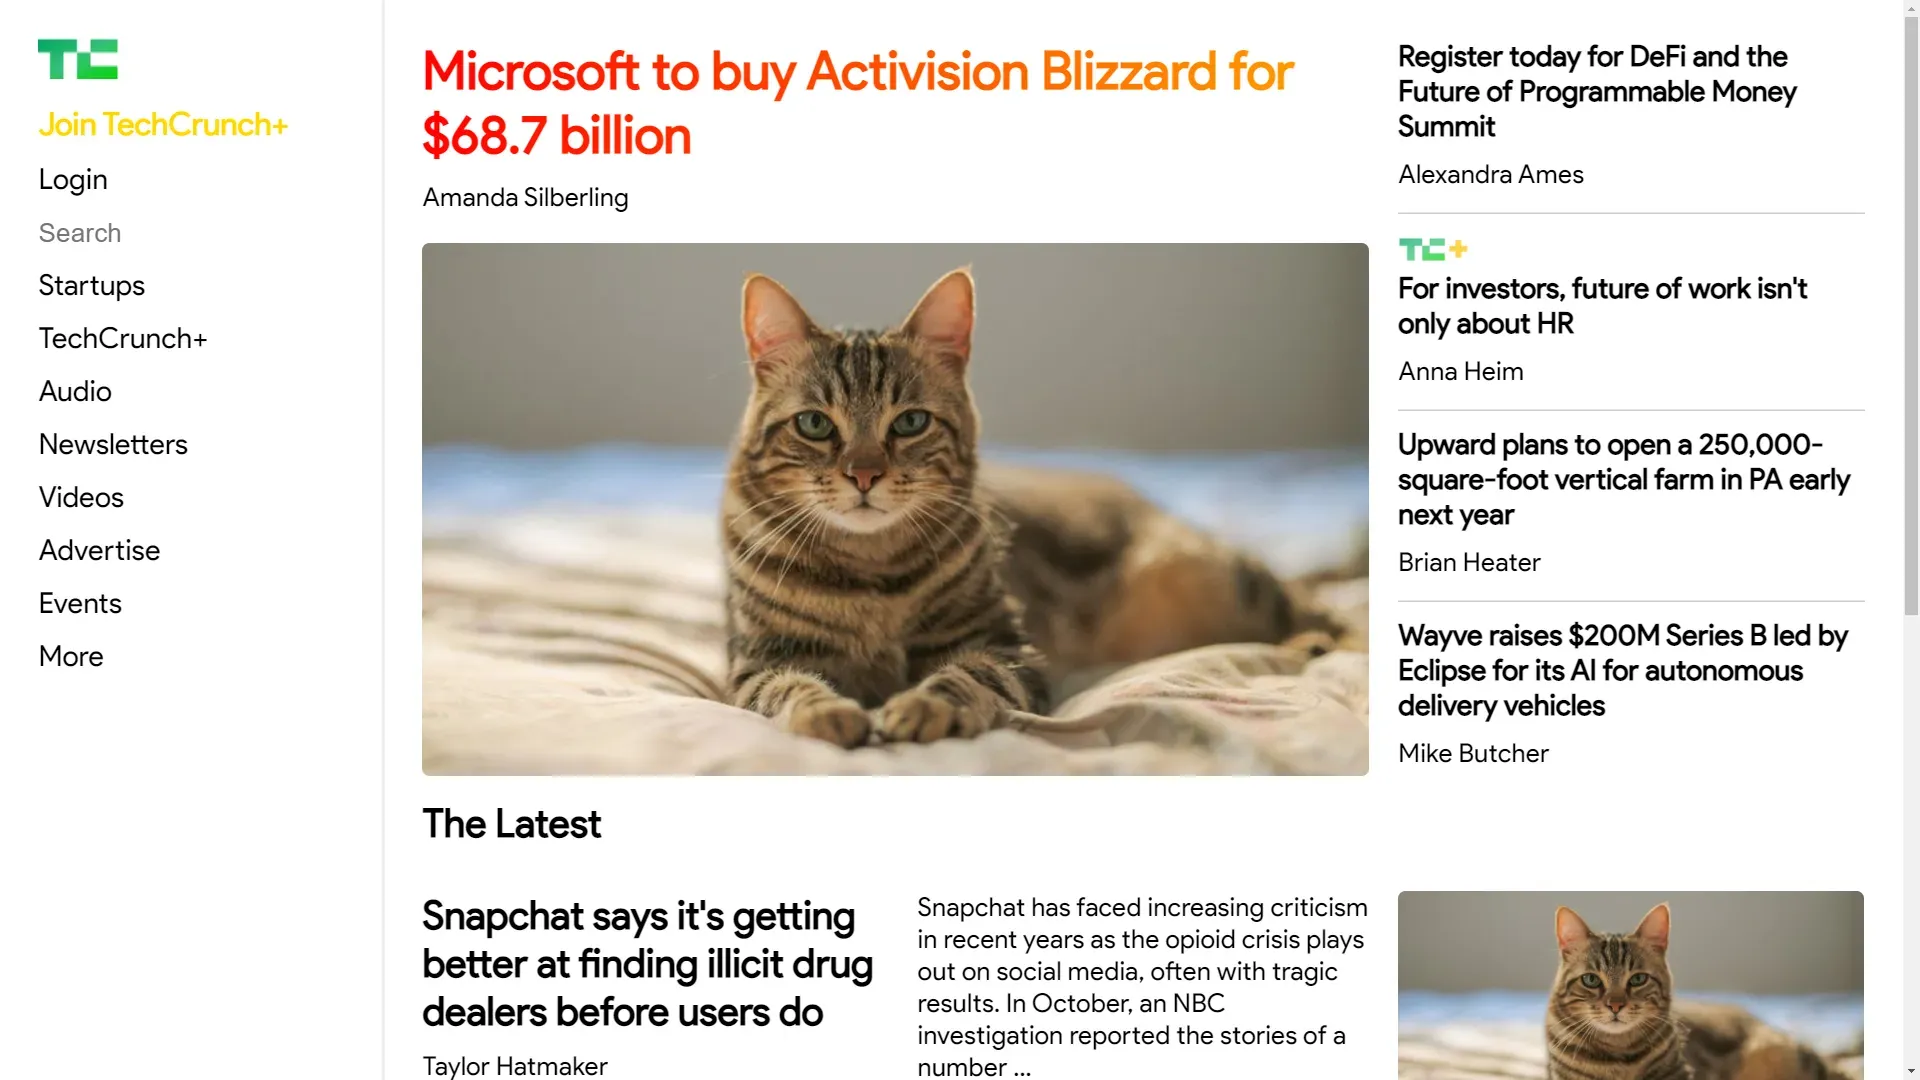 TC
Join TechCrunch+
Login
Search
Startups
TechCrunch+
Audio
Newsletters
Videos
Advertise
Events
More
Microsoft to buy Activision Blizzard for
$68.7 billion
Amanda Silberling
Register today for DeFi and the
Future of Programmable Money
Summit
Alexandra Ames
TC+
For investors, future of work isn't
only about HR
Anna Heim
Upward plans to open a 250,000-
square-foot vertical farm in PA early
next year
Brian Heater
Wayve raises $200M Series B led by
Eclipse for its AI for autonomous
delivery vehicles
Mike Butcher
The Latest
Snapchat says it's getting
better at finding illicit drug
dealers before users do
Taylor Hatmaker
Snapchat has faced increasing criticism
in recent years as the opioid crisis plays
out on social media, often with tragic
results. In October, an NBC
investigation reported the stories of a
number ...